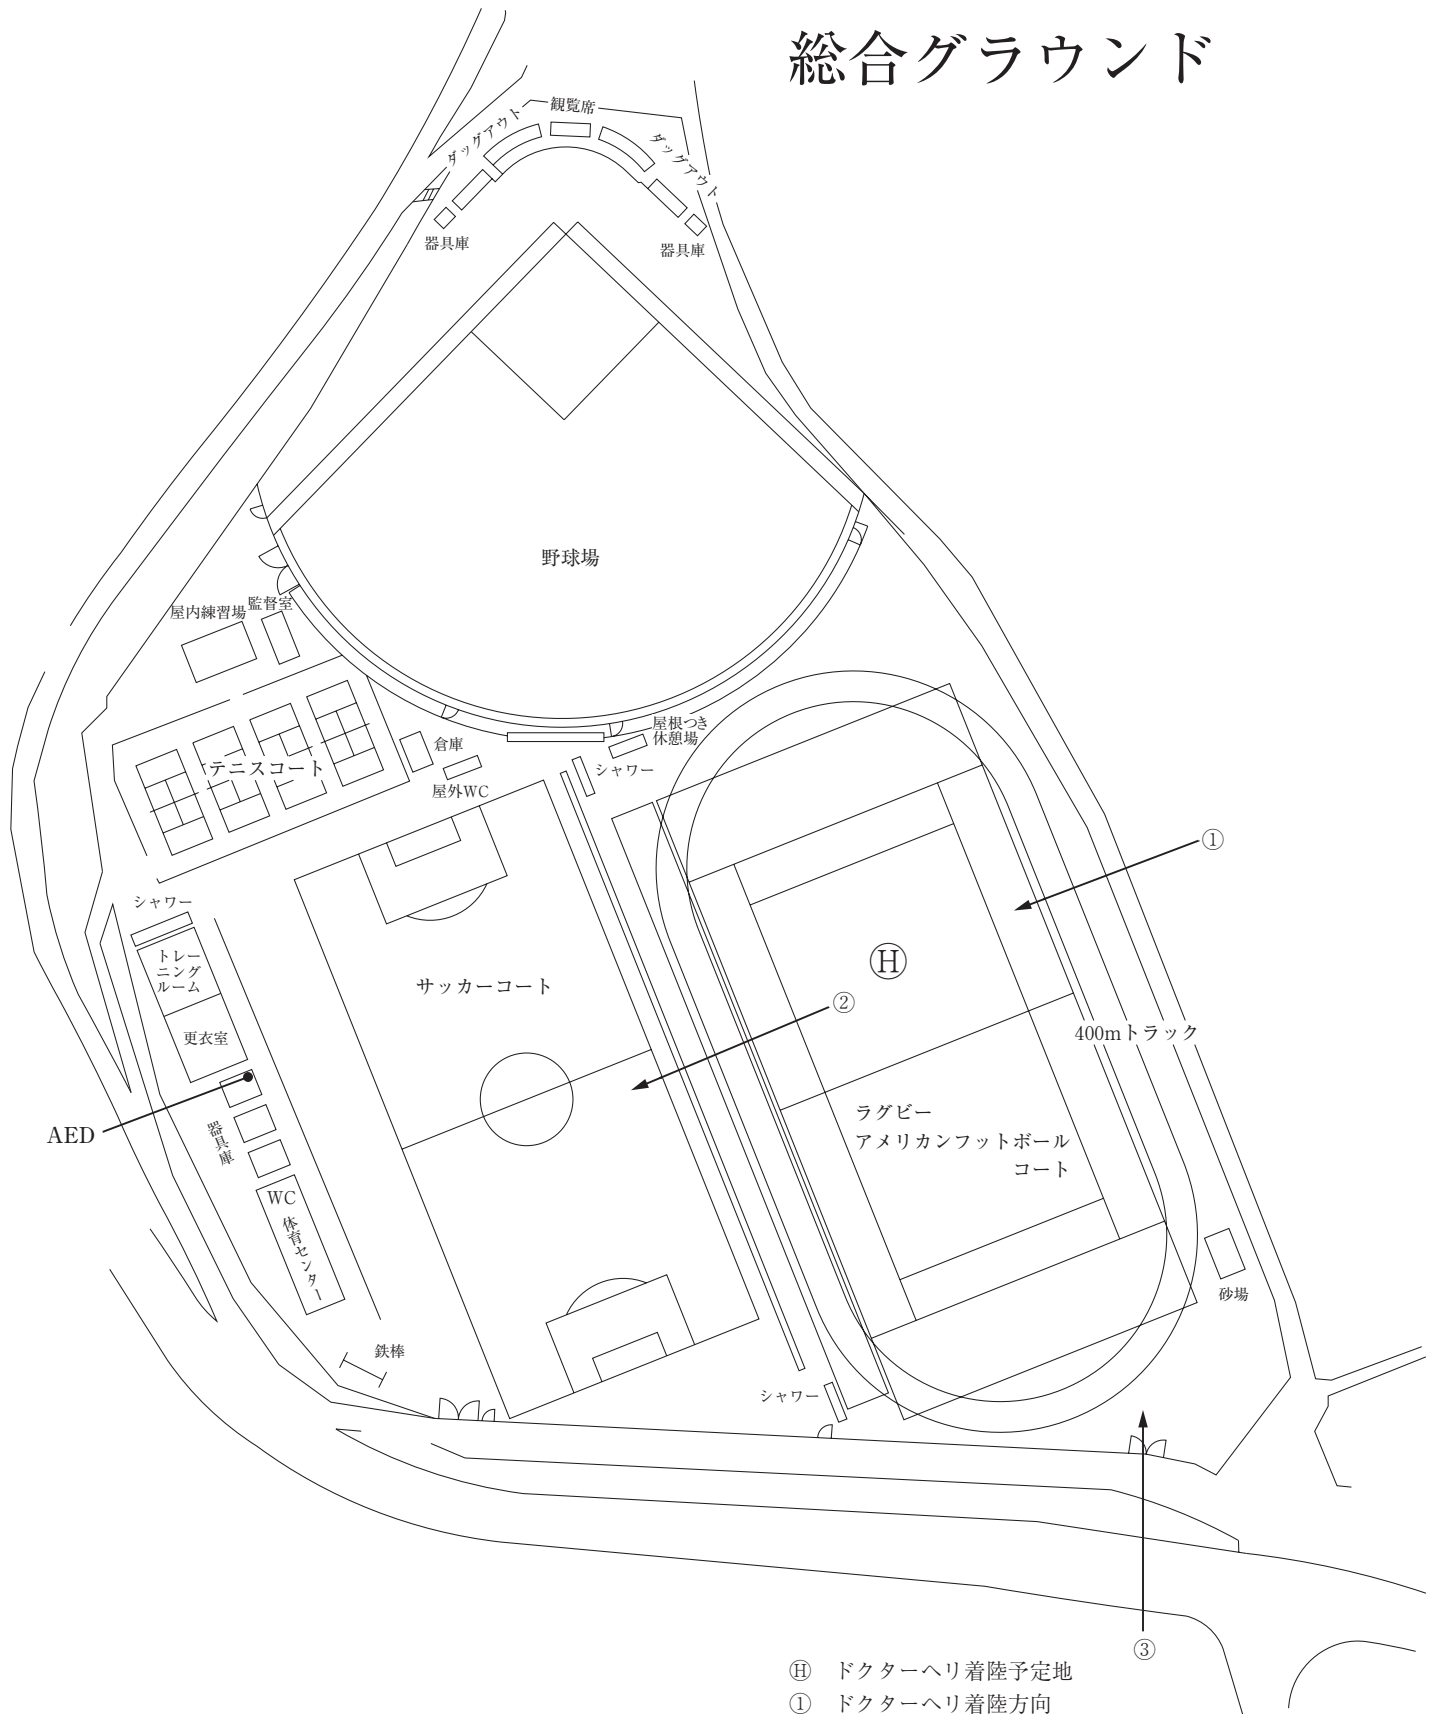 総合グラウンド
観覧席
ダッグアウト
ダッグアウト
器具庫
器具庫
野球場
屋内練習場
監督室
屋根つき
休憩場
倉庫
シャワー
テニスコート
屋外WC
①
シャワー
トレー
ニング
ルーム
サッカーコート
Ⓗ
②
更衣室
400mトラック
AED
器具庫
ラグビー
アメリカンフットボール
コート
WC
体育センター
砂場
鉄棒
シャワー
③
Ⓗ ドクターヘリ着陸予定地
① ドクターヘリ着陸方向